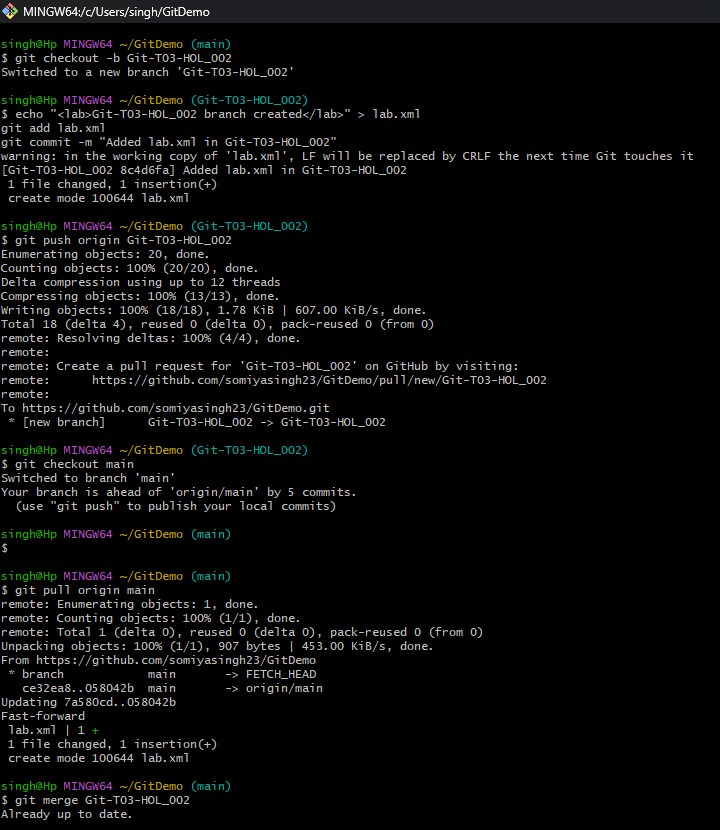 MINGW64:/c/Users/singh/GitDemo
singh@Hp MINGW64 ~/GitDemo (main)
$ git checkout -b Git-T03-HOL_002
Switched to a new branch 'Git-T03-HOL_002'
singh@Hp MINGW64 ~/GitDemo (Git-T03-HOL_002)
$ echo "<lab>Git-T03-HOL_002 branch created</lab>" > lab.xml
git add lab.xml
git commit -m "Added lab.xml in Git-T03-HOL_002"
warning: in the working copy of 'lab.xml', LF will be replaced by CRLF the next time Git touches it
[Git-T03-HOL_002 8c4d6fa] Added lab.xml in Git-T03-HOL_002
 1 file changed, 1 insertion(+)
 create mode 100644 lab.xml
singh@Hp MINGW64 ~/GitDemo (Git-T03-HOL_002)
$ git push origin Git-T03-HOL_002
Enumerating objects: 20, done.
Counting objects: 100% (20/20), done.
Delta compression using up to 12 threads
Compressing objects: 100% (13/13), done.
Writing objects: 100% (18/18), 1.78 KiB | 607.00 KiB/s, done.
Total 18 (delta 4), reused 0 (delta 0), pack-reused 0 (from 0)
remote: Resolving deltas: 100% (4/4), done.
remote:
remote: Create a pull request for 'Git-T03-HOL_002' on GitHub by visiting:
remote:      https://github.com/somiyasingh23/GitDemo/pull/new/Git-T03-HOL_002
remote:
To https://github.com/somiyasingh23/GitDemo.git
 * [new branch]      Git-T03-HOL_002 -> Git-T03-HOL_002
singh@Hp MINGW64 ~/GitDemo (Git-T03-HOL_002)
$ git checkout main
Switched to branch 'main'
Your branch is ahead of 'origin/main' by 5 commits.
  (use "git push" to publish your local commits)
singh@Hp MINGW64 ~/GitDemo (main)
$
singh@Hp MINGW64 ~/GitDemo (main)
$ git pull origin main
remote: Enumerating objects: 1, done.
remote: Counting objects: 100% (1/1), done.
remote: Total 1 (delta 0), reused 0 (delta 0), pack-reused 0 (from 0)
Unpacking objects: 100% (1/1), 907 bytes | 453.00 KiB/s, done.
From https://github.com/somiyasingh23/GitDemo
 * branch            main       -> FETCH_HEAD
   ce32ea8..058042b  main       -> origin/main
Updating 7a580cd..058042b
Fast-forward
 lab.xml | 1 +
 1 file changed, 1 insertion(+)
 create mode 100644 lab.xml
singh@Hp MINGW64 ~/GitDemo (main)
$ git merge Git-T03-HOL_002
Already up to date.